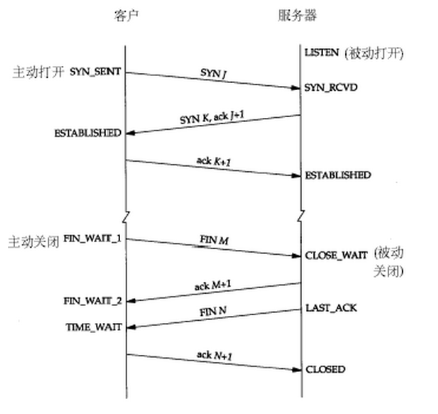 客户 服务器
LISTEN (被动打开)
主动打开 SYN_SENT
SYN J
SYN_RCVD
SYN K, ack J+1
ESTABLISHED
ack K+1
ESTABLISHED
主动关闭 FIN_WAIT_1
FIN M
CLOSE_WAIT (被动
关闭)
ack M+1
FIN_WAIT_2
FIN N
LAST_ACK
TIME_WAIT
ack N+1
CLOSED